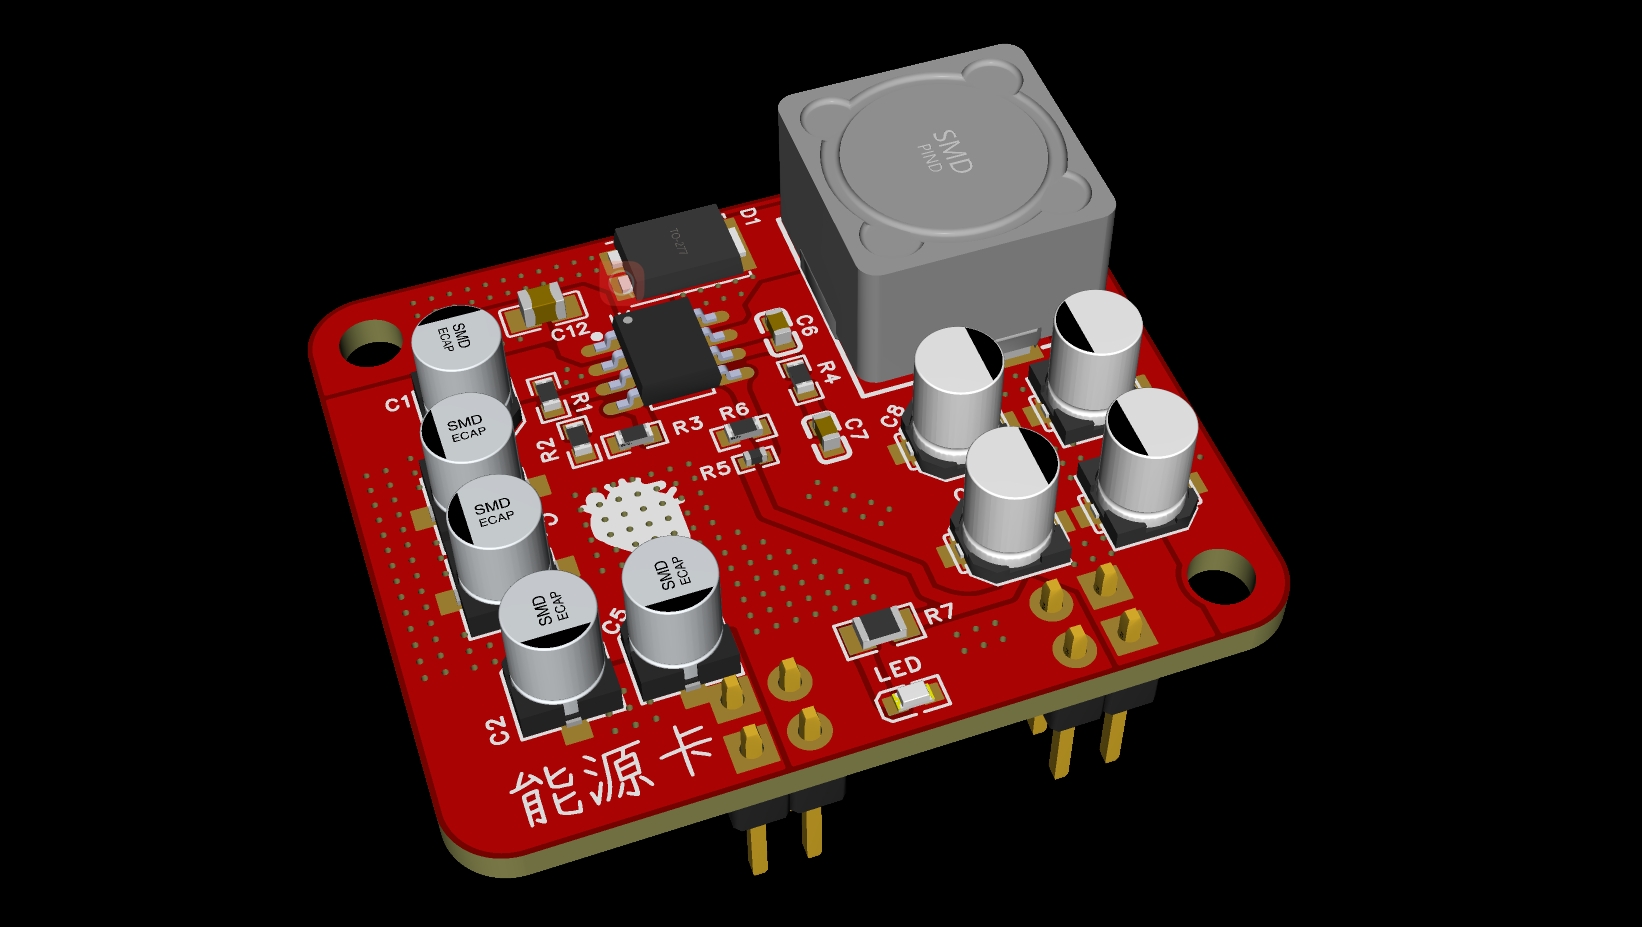 SMD
PIND
D1
TO-277
C12
C6
SMD
ECAP
C1
R1
R4
SMD
ECAP
R2
R3
R6
C7
C8
R5
SMD
ECAP
SMD
ECAP
SMD
ECAP
C5
R7
LED
C2
能源卡